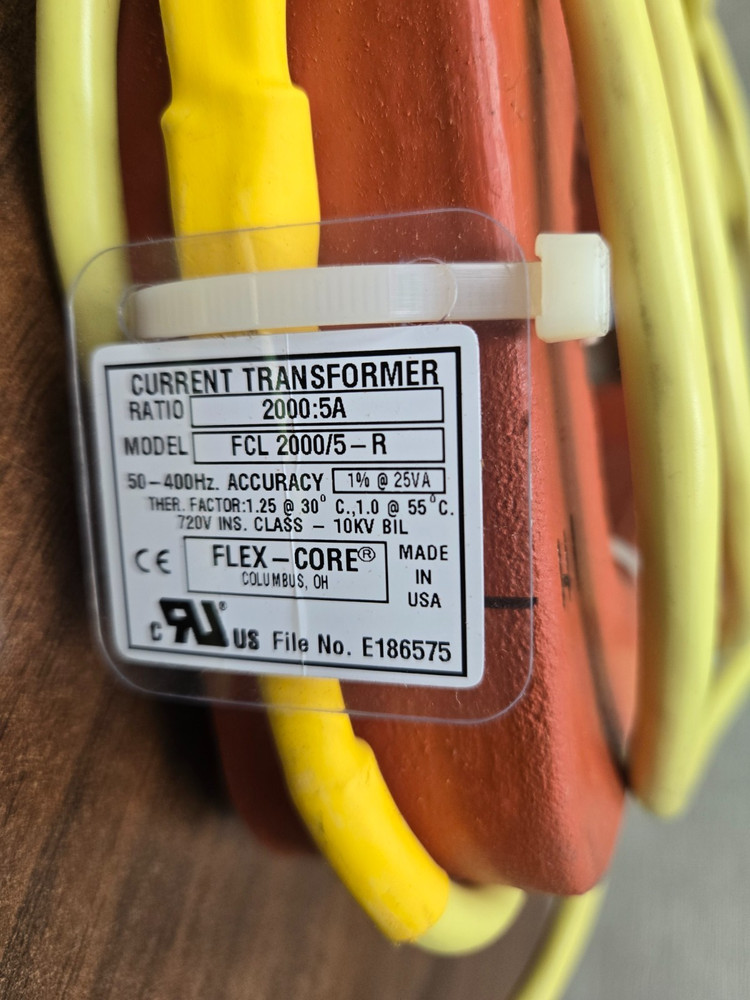 CURRENT TRANSFORMER
RATIO 2000:5A
MODEL FCL 2000/5-R
50-400Hz. ACCURACY 1% @ 25VA
THER. FACTOR:1.25 @ 30° C.,1.0 @ 55°C.
720V INS. CLASS - 10KV BIL
CE FLEX-CORE® MADE
COLUMBUS, OH IN
USA
C RU® US File No. E186575